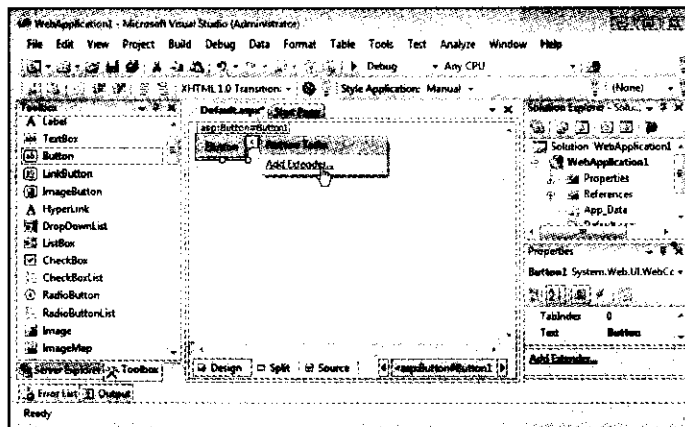 WebApplication1 - Microsoft Visual Studio (Administrator)
File Edit View Project Build Debug Data Format Table Tools Test Analyze Window Help
Debug Any CPU
XHTML 1.0 Transition: Style Application: Manual (None)
Toolbox
A Label
TextBox
Button
LinkButton
ImageButton
A HyperLink
DropDownList
ListBox
CheckBox
CheckBoxList
RadioButton
RadioButtonList
Image
ImageMap
Server Explorer Toolbox
Default.aspx* Start Page
asp:Button#Button1
Button
Button Tasks
Add Extender...
Design Split Source <asp:Button#Button1>
Solution Explorer - Solu...
Solution 'WebApplication1
WebApplication1
Properties
References
App_Data
Properties
Button1 System.Web.UI.WebCo
TabIndex 0
Text Button
Add Extender...
Error List Output
Ready